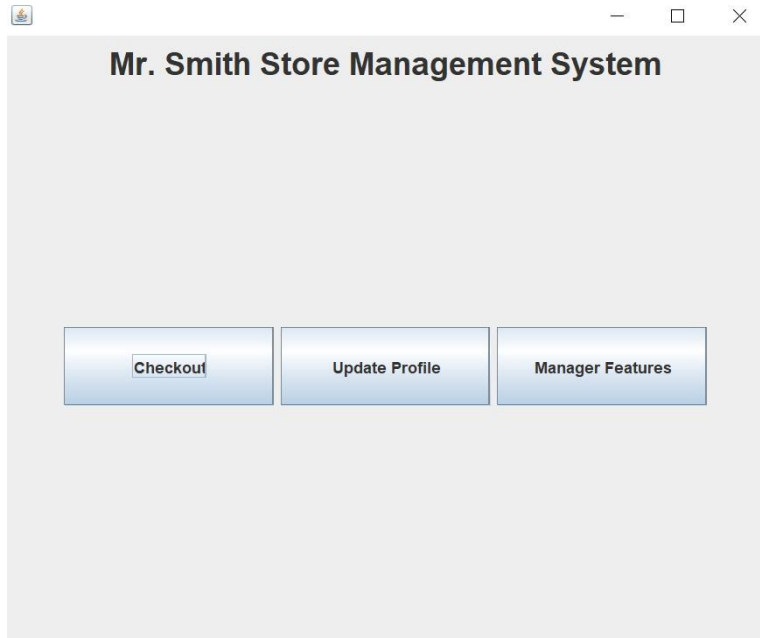 Mr. Smith Store Management System
Checkout
Update Profile
Manager Features